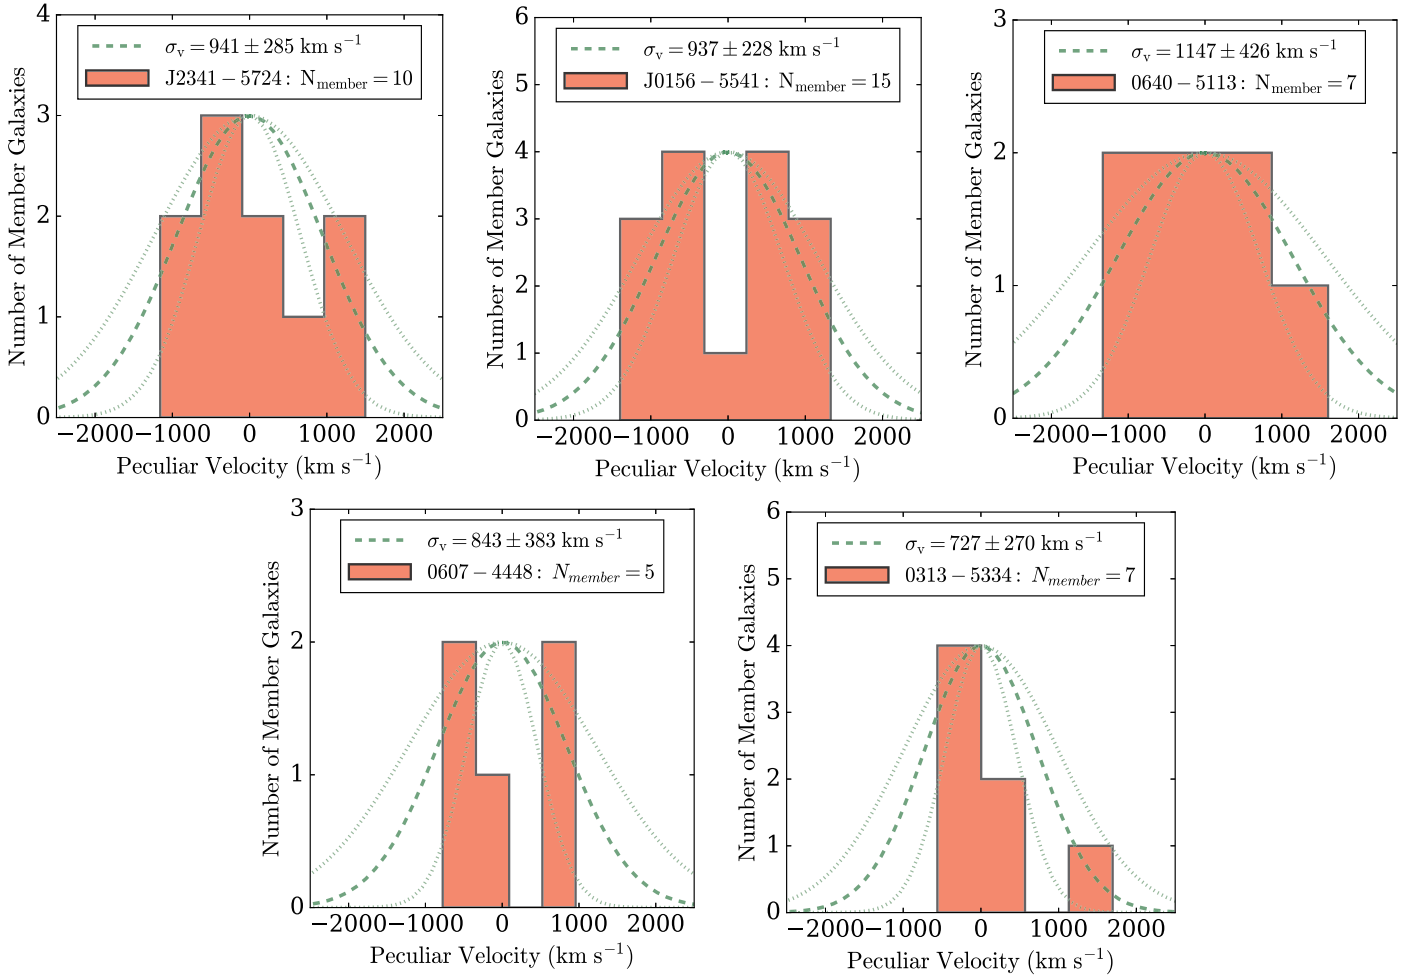 σv = 941 ± 285 km s−1
J2341 − 5724: Nmember = 10
4
3
2
1
0
Number of Member Galaxies
−2000 −1000 0 1000 2000
Peculiar Velocity (km s−1)
σv = 937 ± 228 km s−1
J0156 − 5541: Nmember = 15
6
5
4
3
2
1
0
Number of Member Galaxies
−2000 −1000 0 1000 2000
Peculiar Velocity (km s−1)
σv = 1147 ± 426 km s−1
0640 − 5113: Nmember = 7
3
2
1
0
Number of Member Galaxies
−2000 −1000 0 1000 2000
Peculiar Velocity (km s−1)
σv = 843 ± 383 km s−1
0607 − 4448: Nmember = 5
3
2
1
0
Number of Member Galaxies
−2000 −1000 0 1000 2000
Peculiar Velocity (km s−1)
σv = 727 ± 270 km s−1
0313 − 5334: Nmember = 7
6
5
4
3
2
1
0
Number of Member Galaxies
−2000 −1000 0 1000 2000
Peculiar Velocity (km s−1)